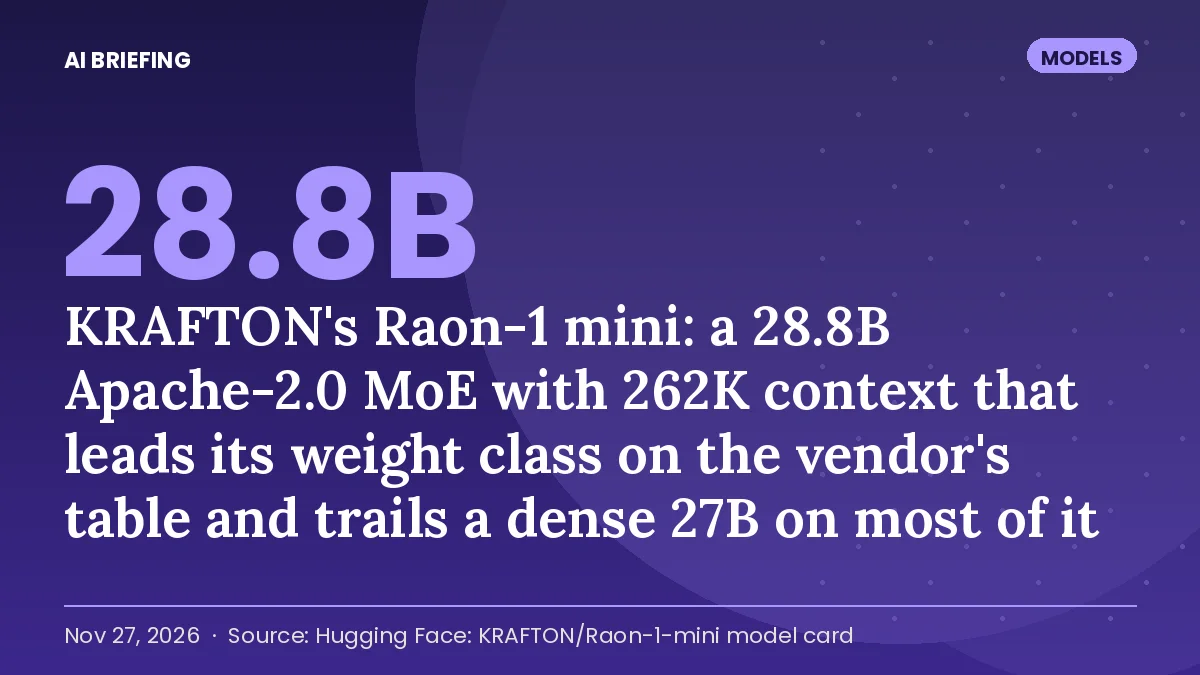 AI BRIEFING
MODELS
28.8B
KRAFTON's Raon-1 mini: a 28.8B
Apache-2.0 MoE with 262K context that
leads its weight class on the vendor's
table and trails a dense 27B on most of it
Nov 27, 2026 · Source: Hugging Face: KRAFTON/Raon-1-mini model card